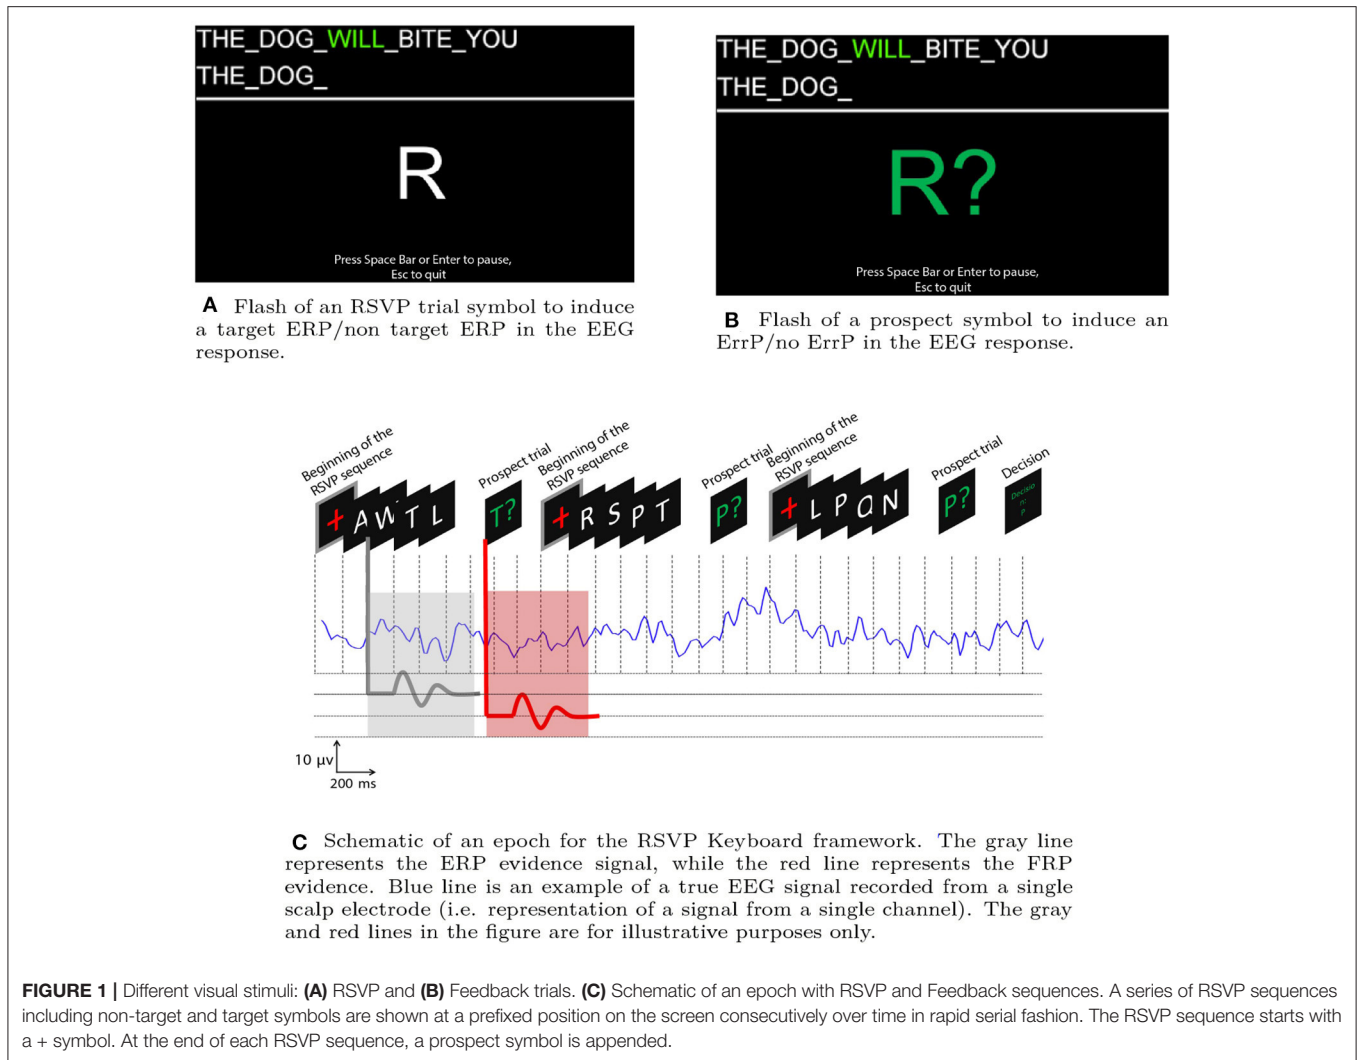 THE_DOG_WILL_BITE_YOU
THE_DOG_
R
Press Space Bar or Enter to pause,
Esc to quit
A Flash of an RSVP trial symbol to induce
a target ERP/non target ERP in the EEG
response.
THE_DOG_WILL_BITE_YOU
THE_DOG_
R?
Press Space Bar or Enter to pause,
Esc to quit
B Flash of a prospect symbol to induce an
ErrP/no ErrP in the EEG response.
Beginning of the
RSVP sequence
Prospect trial
Beginning of the
RSVP sequence
Prospect trial
Beginning of the
RSVP sequence
Prospect trial
Decision
+ A W T L
T?
+ R S P T
P?
+ L P Q N
P?
Decisio
n:
P
10 μv
200 ms
C Schematic of an epoch for the RSVP Keyboard framework. The gray line
represents the ERP evidence signal, while the red line represents the FRP
evidence. Blue line is an example of a true EEG signal recorded from a single
scalp electrode (i.e. representation of a signal from a single channel). The gray
and red lines in the figure are for illustrative purposes only.
FIGURE 1 | Different visual stimuli: (A) RSVP and (B) Feedback trials. (C) Schematic of an epoch with RSVP and Feedback sequences. A series of RSVP sequences
including non-target and target symbols are shown at a prefixed position on the screen consecutively over time in rapid serial fashion. The RSVP sequence starts with
a + symbol. At the end of each RSVP sequence, a prospect symbol is appended.